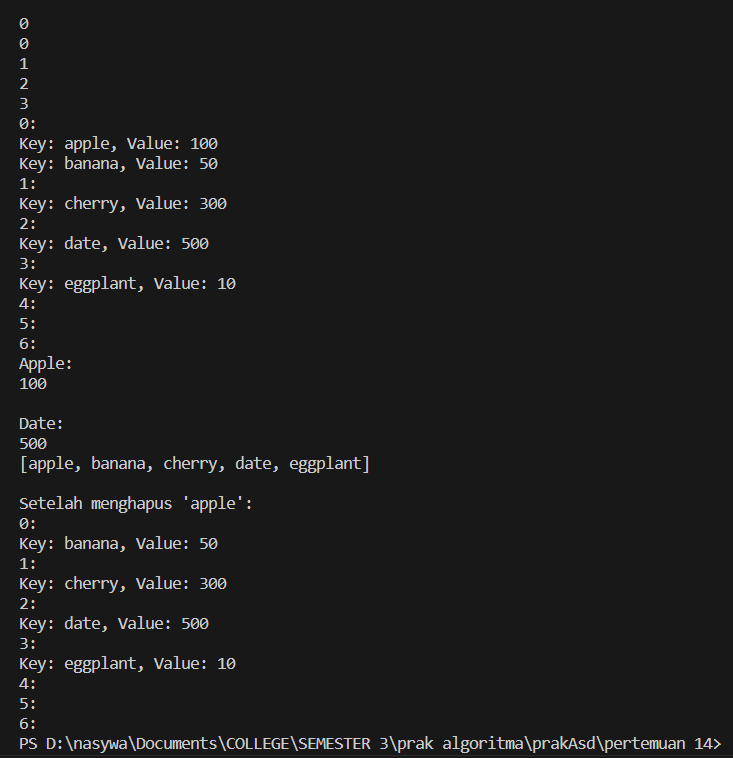 0
0
1
2
3
0:
Key: apple, Value: 100
Key: banana, Value: 50
1:
Key: cherry, Value: 300
2:
Key: date, Value: 500
3:
Key: eggplant, Value: 10
4:
5:
6:
Apple:
100

Date:
500
[apple, banana, cherry, date, eggplant]

Setelah menghapus 'apple':
0:
Key: banana, Value: 50
1:
Key: cherry, Value: 300
2:
Key: date, Value: 500
3:
Key: eggplant, Value: 10
4:
5:
6:
PS D:\nasywa\Documents\COLLEGE\SEMESTER 3\prak algoritma\prakAsd\pertemuan 14>